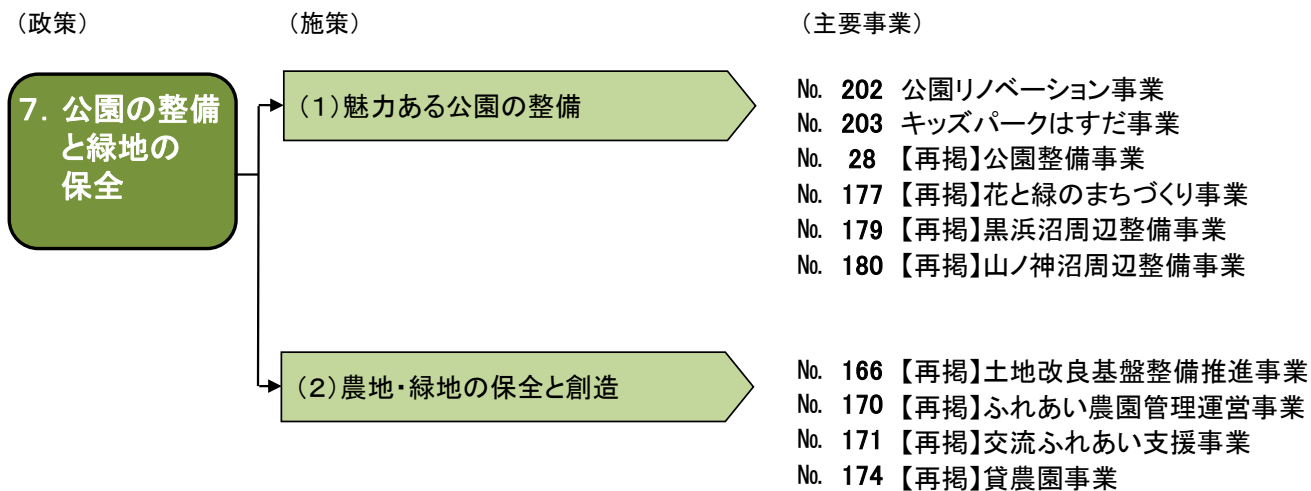 （政策）
（施策）
（主要事業）
７．公園の整備
と緑地の
保全
（１）魅力ある公園の整備
№ 202 公園リノベーション事業
№ 203 キッズパークはすだ事業
№ 28 【再掲】公園整備事業
№ 177 【再掲】花と緑のまちづくり事業
№ 179 【再掲】黒浜沼周辺整備事業
№ 180 【再掲】山ノ神沼周辺整備事業
（２）農地・緑地の保全と創造
№ 166 【再掲】土地改良基盤整備推進事業
№ 170 【再掲】ふれあい農園管理運営事業
№ 171 【再掲】交流ふれあい支援事業
№ 174 【再掲】貸農園事業